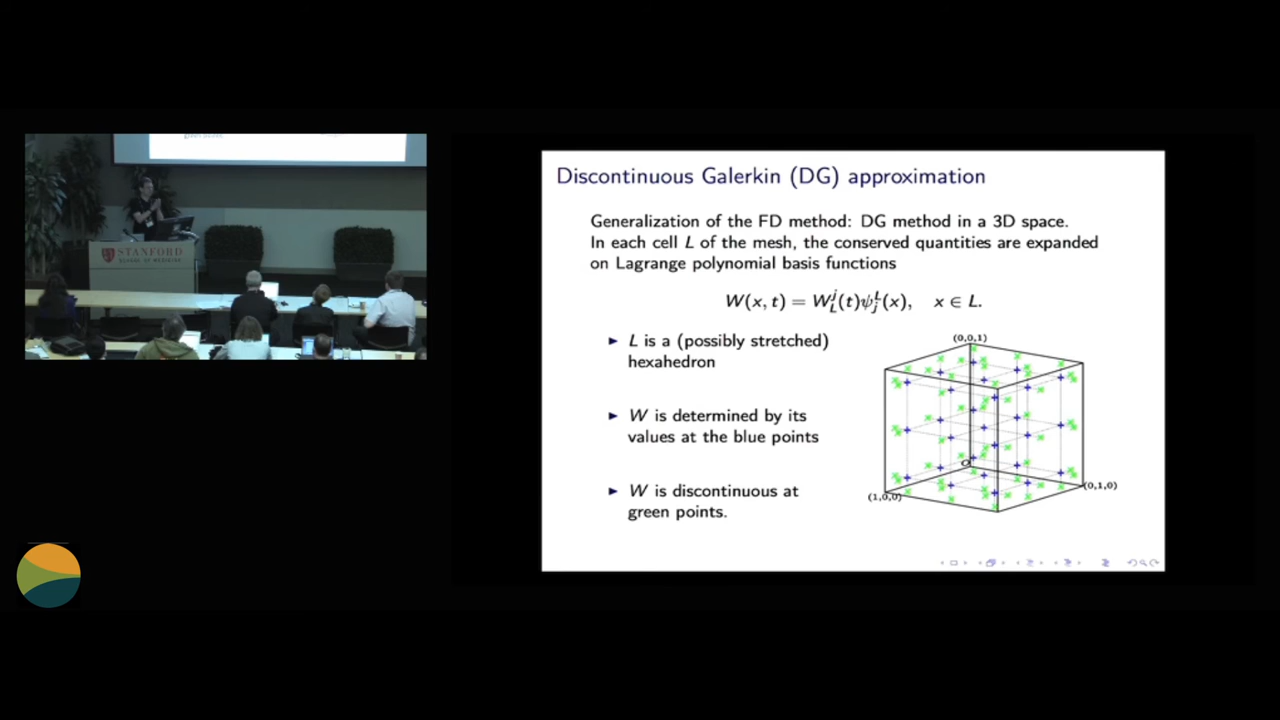 STANFORD
SCHOOL OF MEDICINE
Discontinuous Galerkin (DG) approximation
Generalization of the FD method: DG method in a 3D space.
In each cell L of the mesh, the conserved quantities are expanded
on Lagrange polynomial basis functions
W(x, t) = W_L^j(t)ψ_j^L(x), x ∈ L.
► L is a (possibly stretched)
hexahedron
► W is determined by its
values at the blue points
► W is discontinuous at
green points.
(0,0,1)
O
(1,0,0)
(0,1,0)